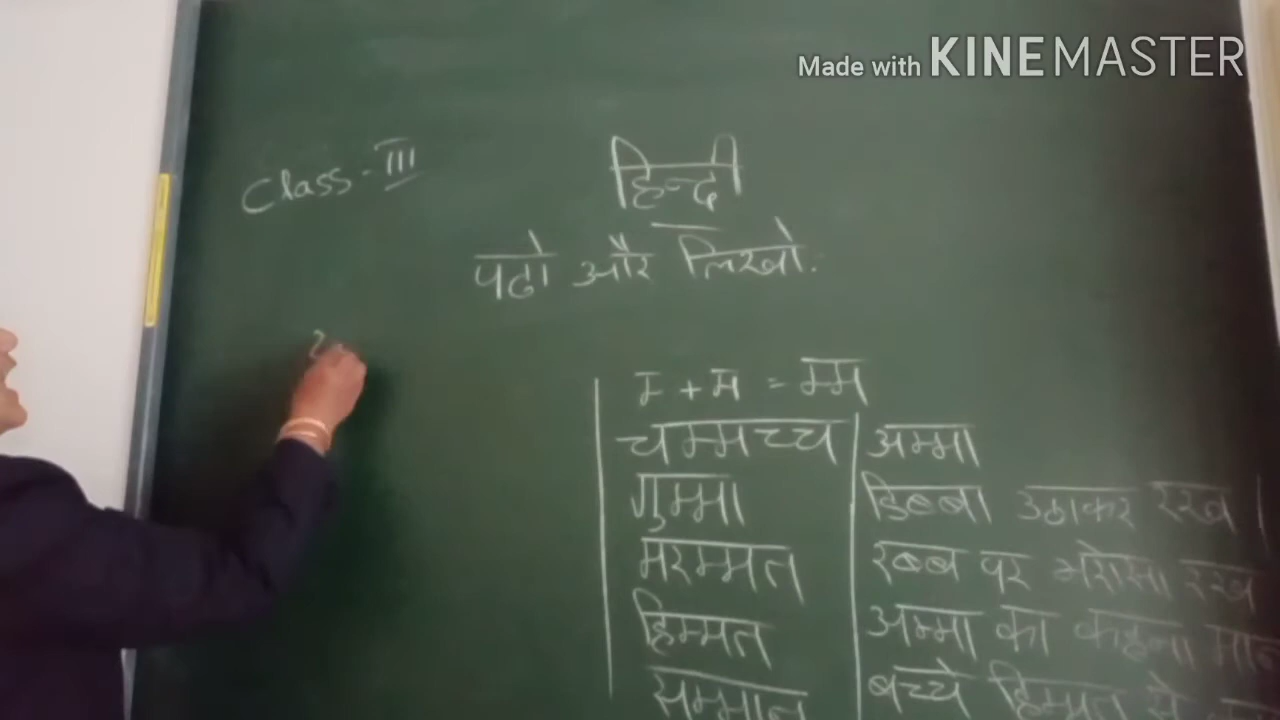 Made with KINEMASTER
Class - III
हिन्दी
पढो और लिखो.
म + म = म्म
चम्मच्च
गुम्मा
मरम्मत
हिम्मत
सम्मान
अम्मा
डिब्बा उठाकर रख ।
रब्ब पर भरोसा रख
अम्मा का कहना मान
बच्चे हिम्मत से